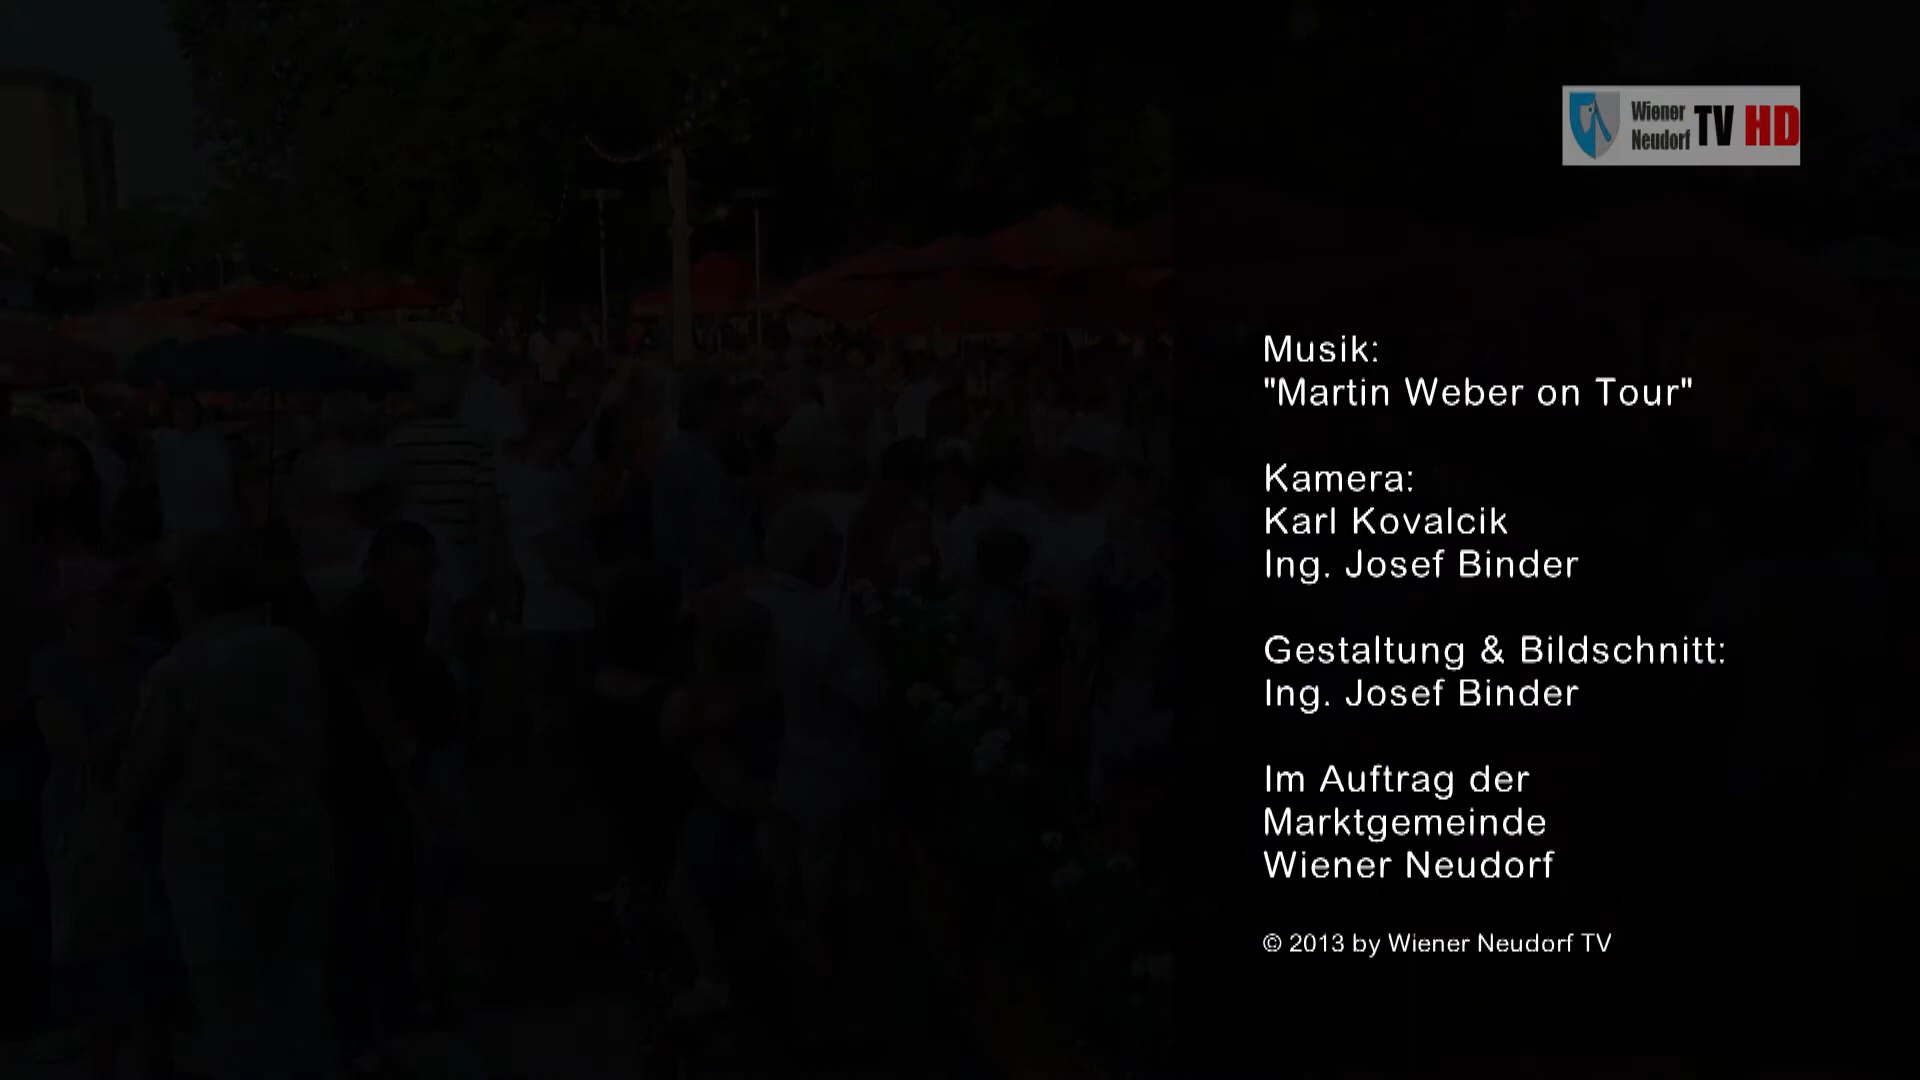 Wiener
Neudorf TV HD
Musik:
"Martin Weber on Tour"
Kamera:
Karl Kovalcik
Ing. Josef Binder
Gestaltung & Bildschnitt:
Ing. Josef Binder
Im Auftrag der
Marktgemeinde
Wiener Neudorf
© 2013 by Wiener Neudorf TV